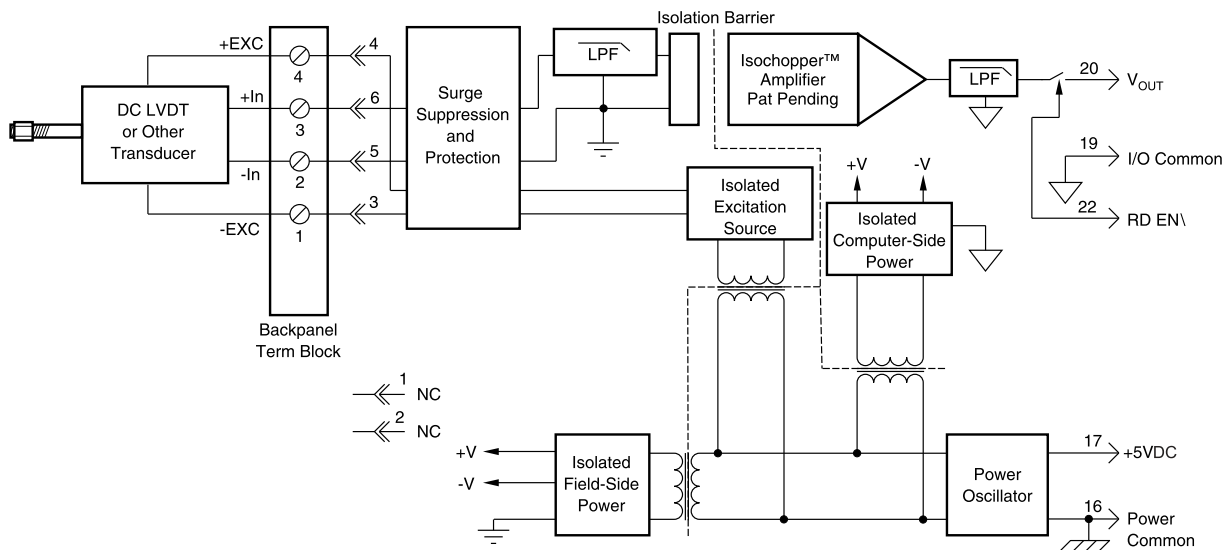 Isolation Barrier
+EXC
4
4
LPF
Isochopper™
Amplifier
Pat Pending
LPF
20
VOUT
DC LVDT
or Other
Transducer
+In
3
6
Surge
Suppression
and
Protection
-In
2
5
19
I/O Common
+V
-V
-EXC
1
3
Isolated
Excitation
Source
Isolated
Computer-Side
Power
22
RD EN\
Backpanel
Term Block
1
NC
2
NC
+V
-V
Isolated
Field-Side
Power
Power
Oscillator
17
+5VDC
16
Power
Common